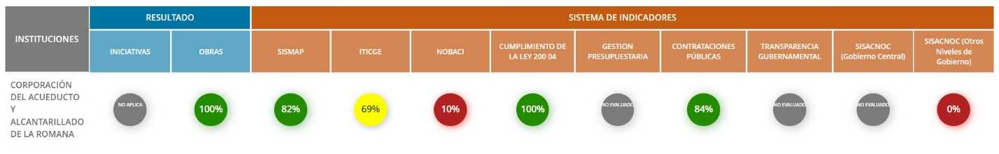 INSTITUCIONES
RESULTADO
SISTEMA DE INDICADORES
INICIATIVAS
OBRAS
SISMAP
ITICGE
NOBACI
CUMPLIMIENTO DE
LA LEY 200 04
GESTION
PRESUPUESTARIA
CONTRATACIONES
PÚBLICAS
TRANSPARENCIA
GUBERNAMENTAL
SISACNOC
(Gobierno Central)
SISACNOC (Otros
Niveles de
Gobierno)
CORPORACIÓN
DEL ACUEDUCTO
Y
ALCANTARILLADO
DE LA ROMANA
NO APLICA
100%
82%
69%
10%
100%
NO EVALUADO
84%
NO EVALUADO
NO EVALUADO
0%